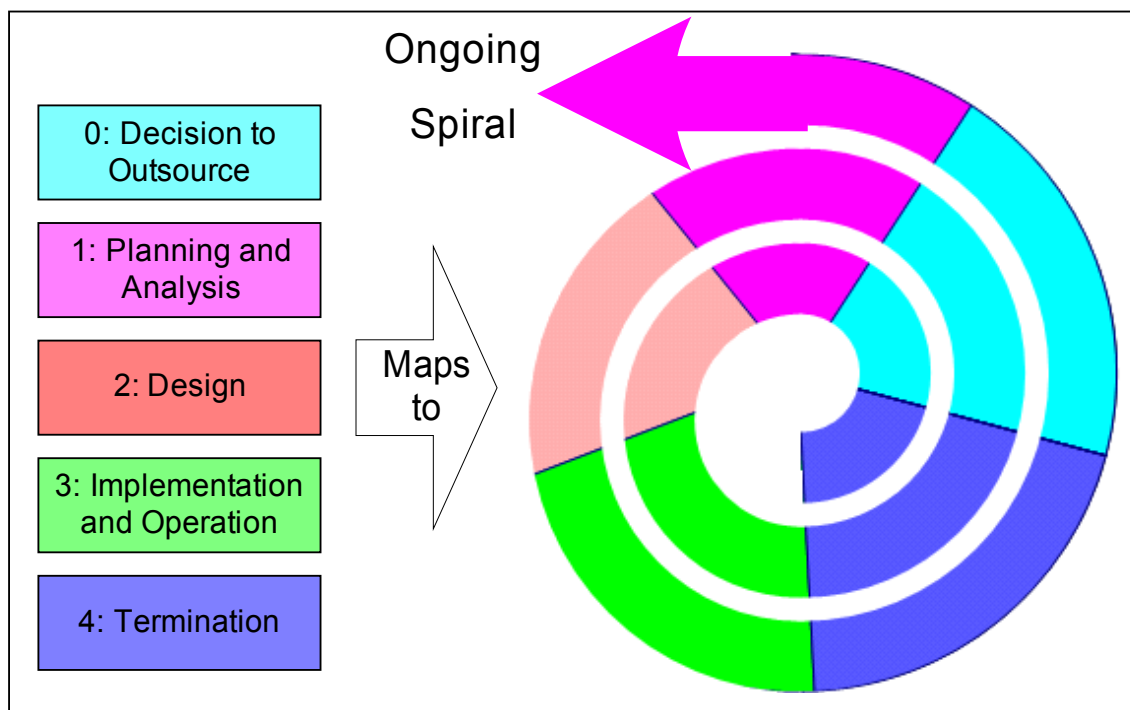 Ongoing
Spiral
0: Decision to
Outsource
1: Planning and
Analysis
2: Design
3: Implementation
and Operation
4: Termination
Maps
to